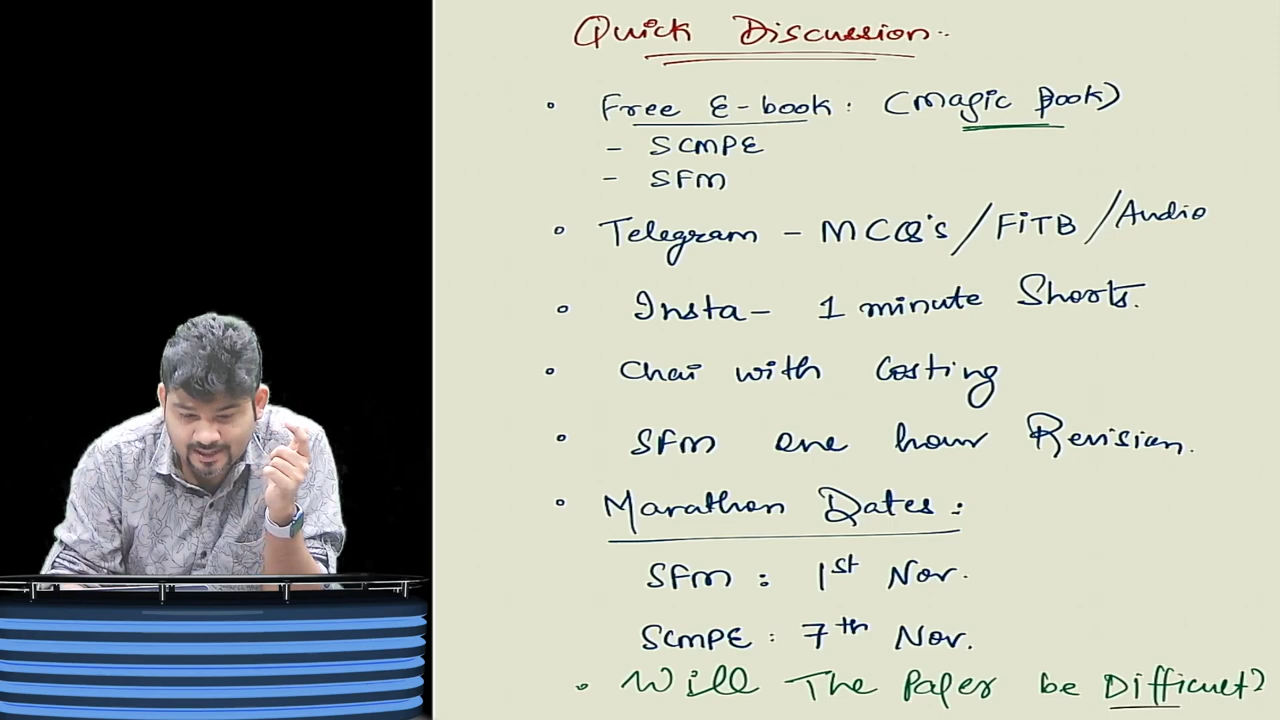 Quick Discussion..
• Free E-book: (Magic book)
- SCMPE
- SFM
• Telegram - MCQ's / FiTB / Audio
• Insta - 1 minute Shorts.
• Chai with Costing
• SFM one hour Revision.
• Marathon Dates:
SFM : 1st Nov.
SCMPE : 7th Nov.
• Will The Paper be Difficult?